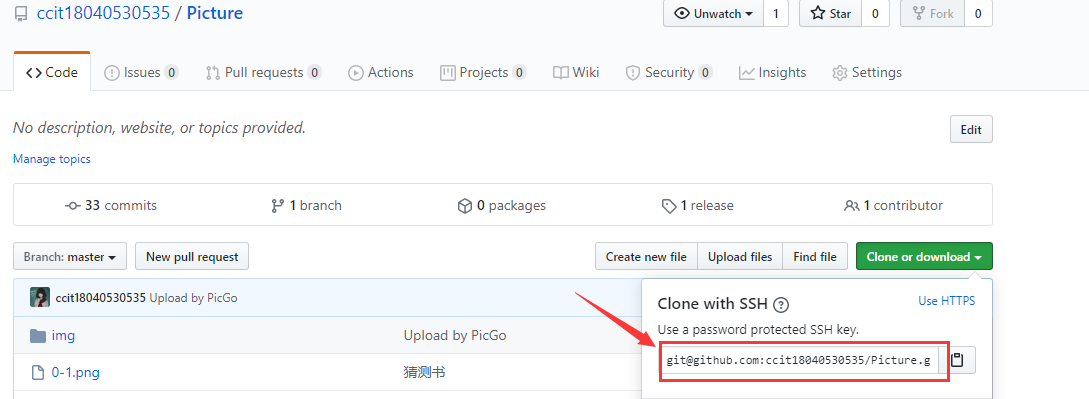 ccit18040530535 / Picture
Unwatch 1 Star 0 Fork 0
Code Issues 0 Pull requests 0 Actions Projects 0 Wiki Security 0 Insights Settings
No description, website, or topics provided.
Edit
Manage topics
33 commits 1 branch 0 packages 1 release 1 contributor
Branch: master New pull request Create new file Upload files Find file Clone or download
ccit18040530535 Upload by PicGo
Clone with SSH ? Use HTTPS
Use a password protected SSH key.
img Upload by PicGo
git@github.com:ccit18040530535/Picture.g
0-1.png 猜测书